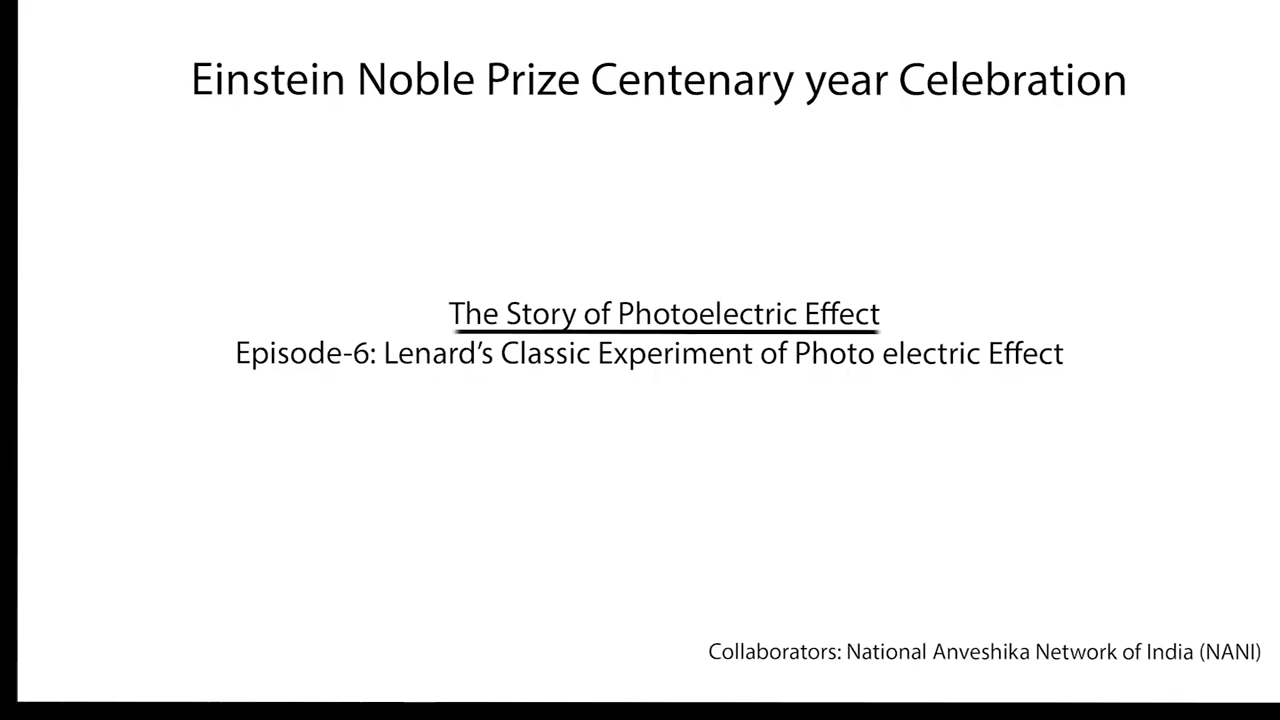 Einstein Noble Prize Centenary year Celebration
The Story of Photoelectric Effect
Episode-6: Lenard’s Classic Experiment of Photo electric Effect
Collaborators: National Anveshika Network of India (NANI)